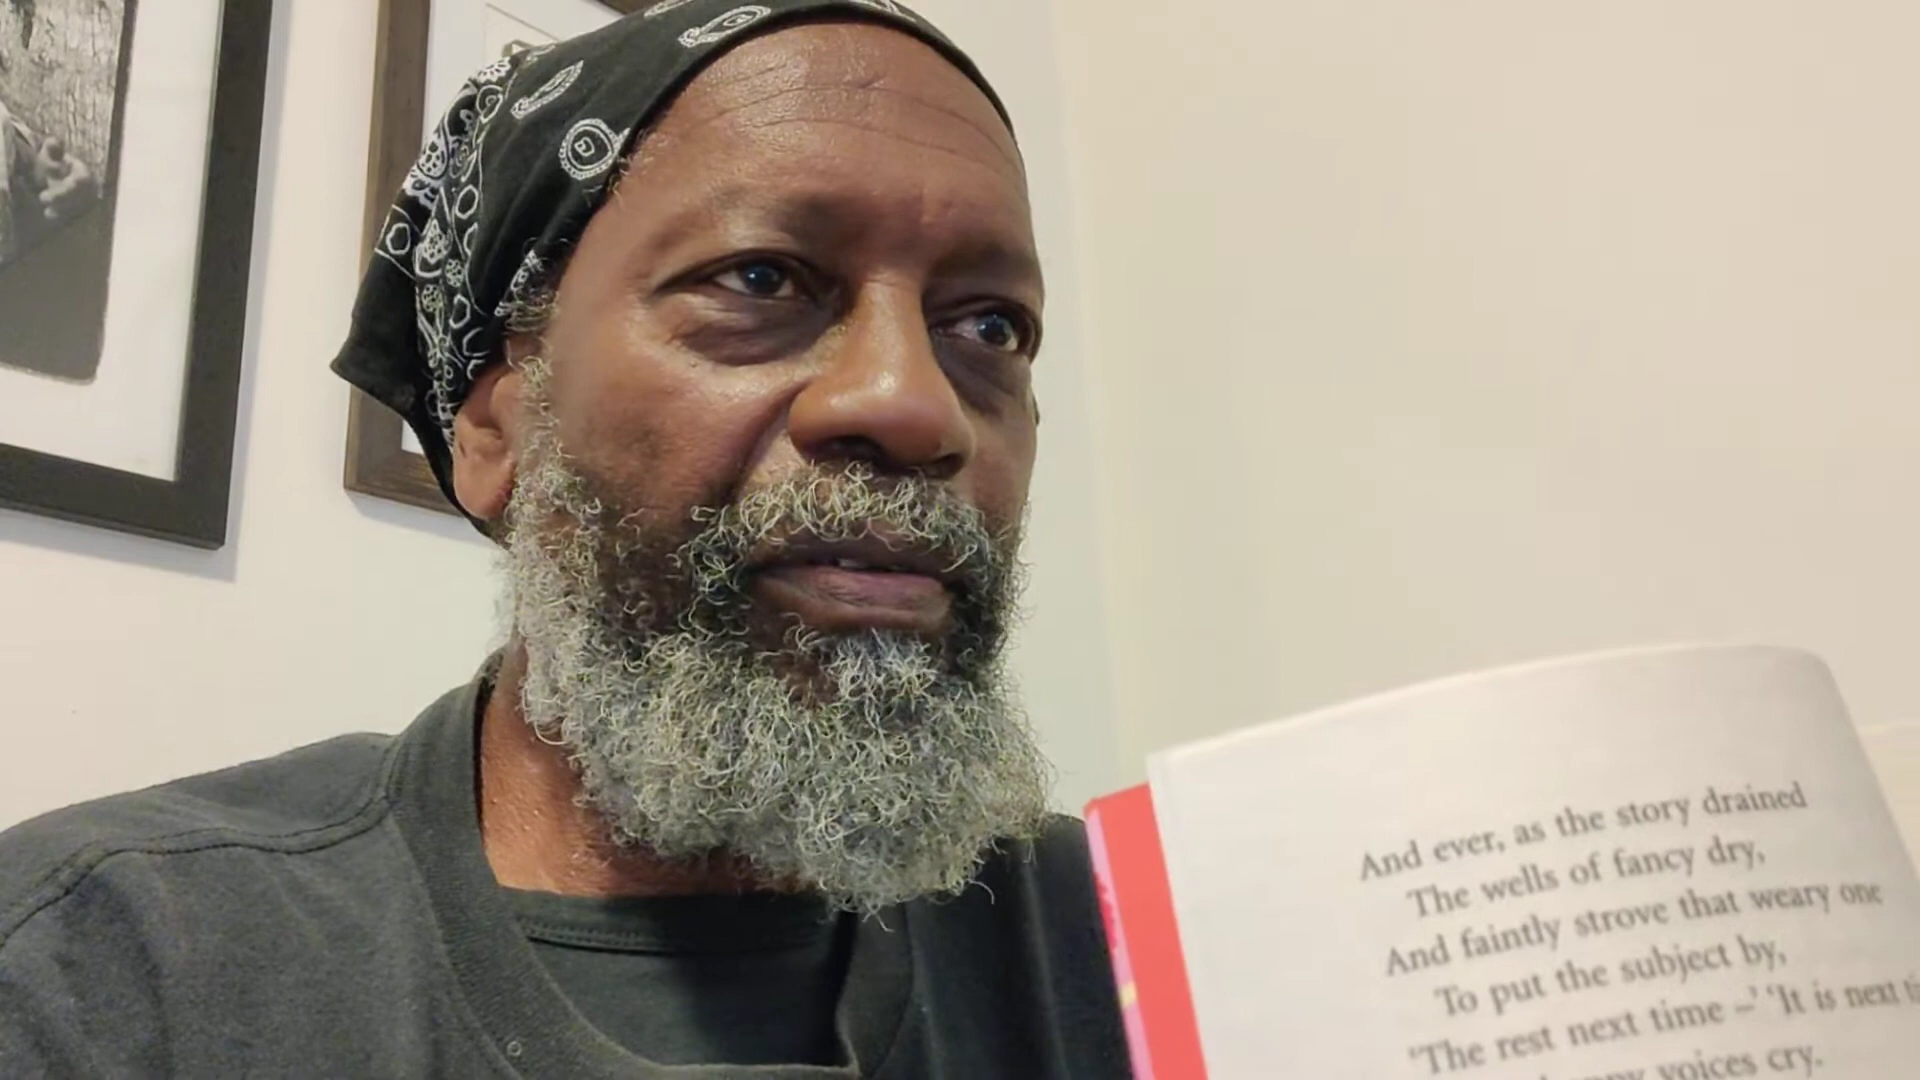 And ever, as the story drained
The wells of fancy dry,
And faintly strove that weary one
To put the subject by,
"The rest next time –' 'It is next
voices cry.